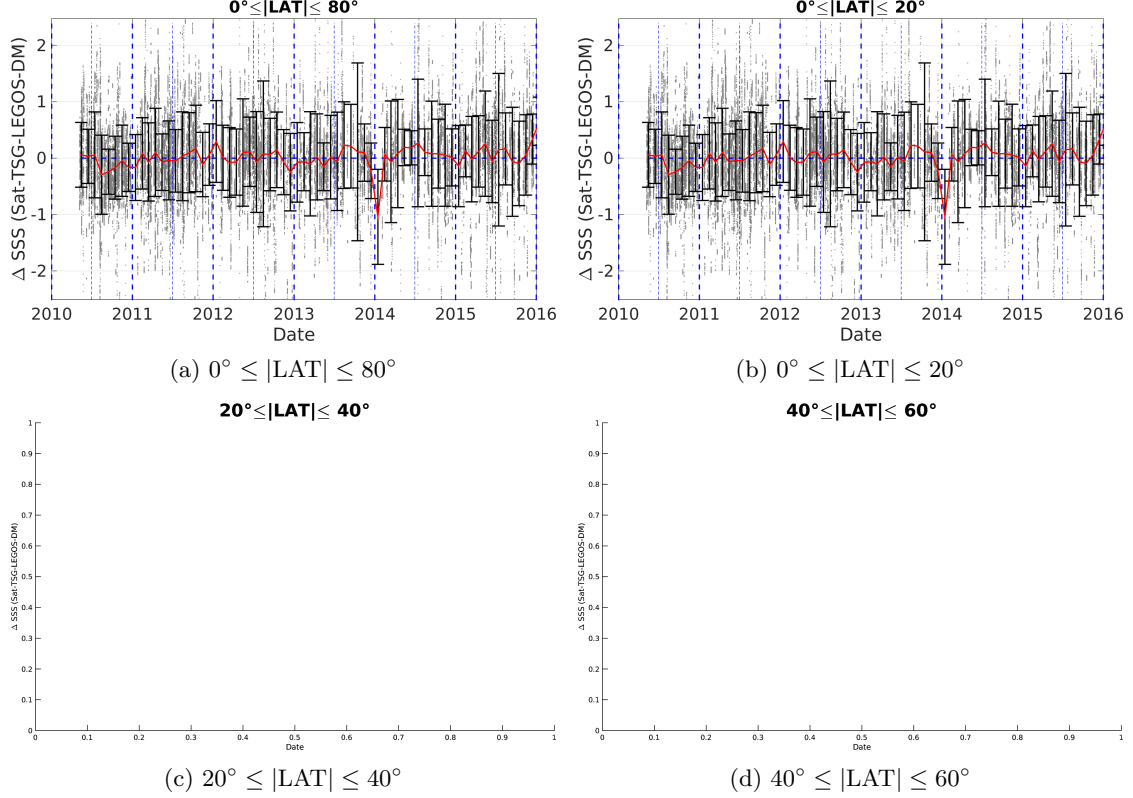 0°≤|LAT|≤ 80°
Δ SSS (Sat-TSG-LEGOS-DM)
2
1
0
-1
-2
2010 2011 2012 2013 2014 2015 2016
Date
(a) 0° ≤ |LAT| ≤ 80°
0°≤|LAT|≤ 20°
Δ SSS (Sat-TSG-LEGOS-DM)
2
1
0
-1
-2
2010 2011 2012 2013 2014 2015 2016
Date
(b) 0° ≤ |LAT| ≤ 20°
20°≤|LAT|≤ 40°
Δ SSS (Sat-TSG-LEGOS-DM)
1
0.9
0.8
0.7
0.6
0.5
0.4
0.3
0.2
0.1
0
0 0.1 0.2 0.3 0.4 0.5 0.6 0.7 0.8 0.9 1
Date
(c) 20° ≤ |LAT| ≤ 40°
40°≤|LAT|≤ 60°
Δ SSS (Sat-TSG-LEGOS-DM)
1
0.9
0.8
0.7
0.6
0.5
0.4
0.3
0.2
0.1
0
0 0.1 0.2 0.3 0.4 0.5 0.6 0.7 0.8 0.9 1
Date
(d) 40° ≤ |LAT| ≤ 60°